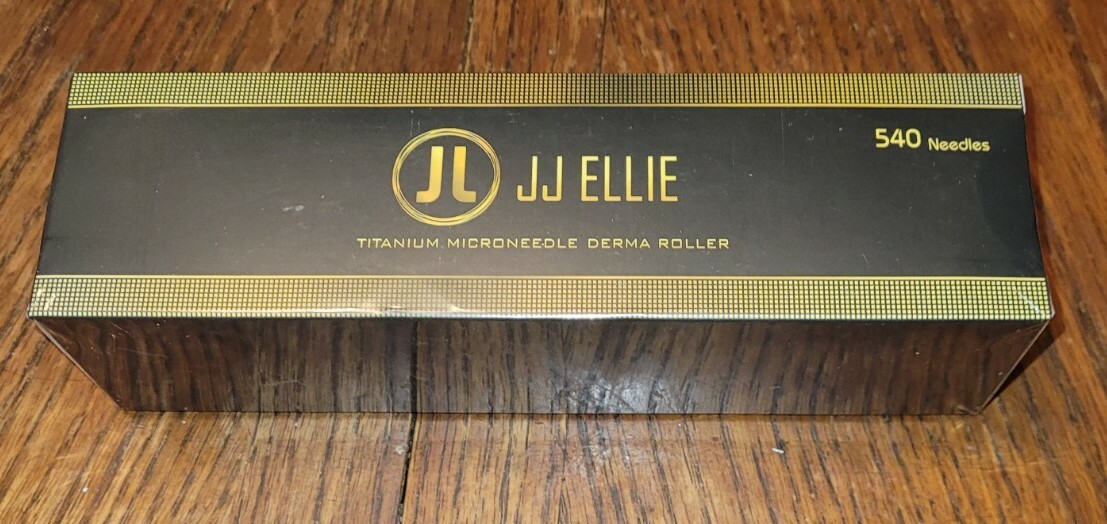 540 Needles
JL JJ ELLIE
TITANIUM MICRONEEDLE DERMA ROLLER